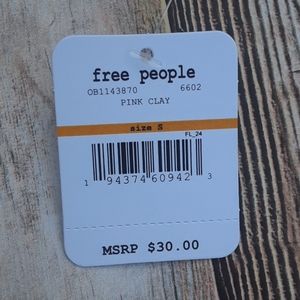 free people
OB1143870 6602
PINK CLAY
size S
FL_24
1 94374 60942 3
MSRP $30.00